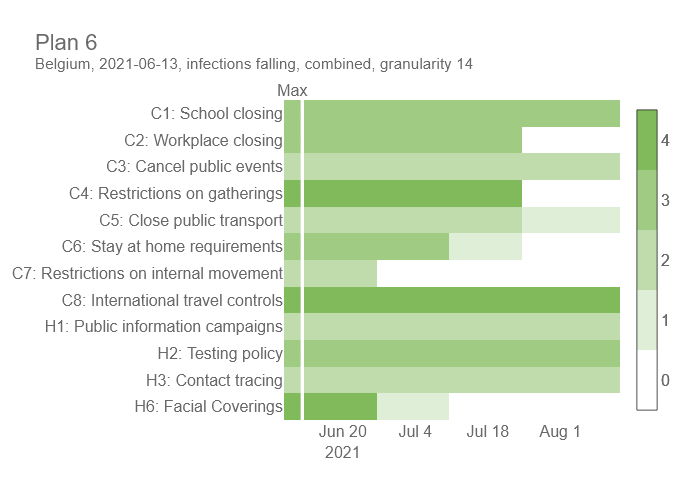 Plan 6
Belgium, 2021-06-13, infections falling, combined, granularity 14
Max
C1: School closing
C2: Workplace closing
C3: Cancel public events
C4: Restrictions on gatherings
C5: Close public transport
C6: Stay at home requirements
C7: Restrictions on internal movement
C8: International travel controls
H1: Public information campaigns
H2: Testing policy
H3: Contact tracing
H6: Facial Coverings
Jun 20 Jul 4 Jul 18 Aug 1
2021
4
3
2
1
0